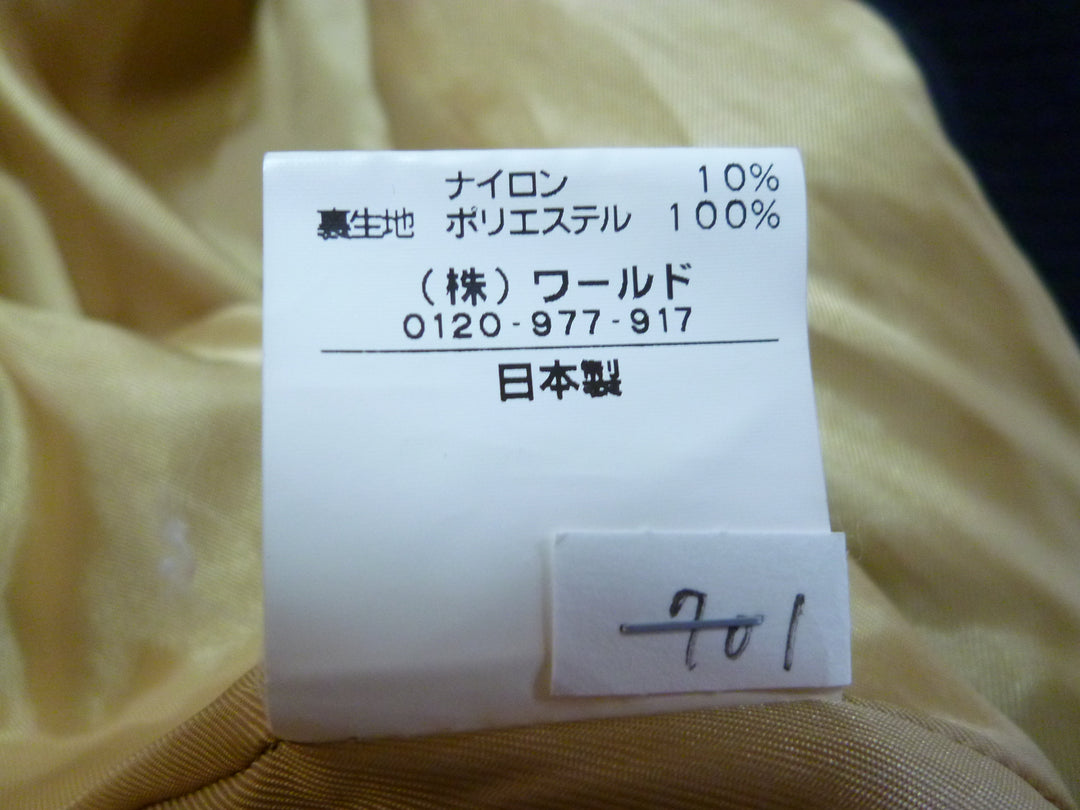 ナイロン 10%
裏生地 ポリエステル 100%
(株)ワールド
0120-977-917
日本製
701